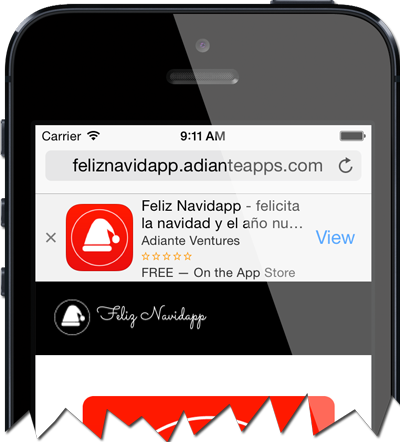 Carrier 9:11 AM
feliznavidapp.adianteapps.com
Feliz Navidapp - felicita
la navidad y el año nu...
Adiante Ventures
View
FREE — On the App Store
Feliz Navidapp